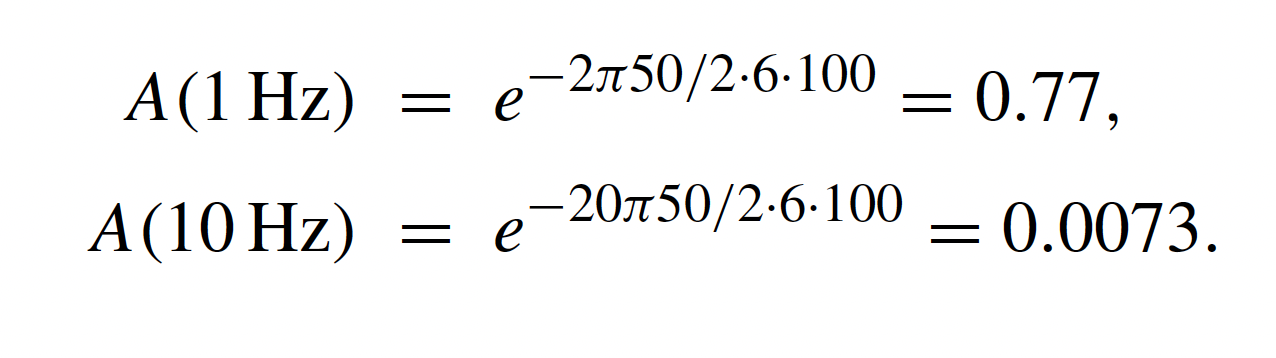 A(1 Hz) = e^{−2π50/2·6·100} = 0.77,
A(10 Hz) = e^{−20π50/2·6·100} = 0.0073.